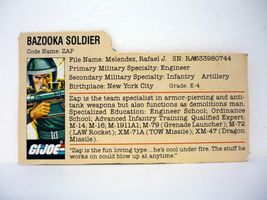 BAZOOKA SOLDIER
Code Name: ZAP
File Name: Melendez, Rafael J. SN: RA633980744
Primary Military Specialty: Engineer
Secondary Military Specialty: Infantry Artillery
Birthplace: New York City Grade: E-4
Zap is the team specialist in armor-piercing and anti-
tank weapons but also functions as demolitions man.
Specialized Education: Engineer School; Ordinance
School; Advanced Infantry Training. Qualified Expert:
M-14; M-16; M-1911A1; M-79 (Grenade Launcher); M-72
(LAW Rocket); XM-71A (TOW Missile); XM-47 (Dragon
Missile).
G.I.JOE
"Zap is the fun loving type ...he's cool under fire. The stuff he
works on could blow up at anytime."